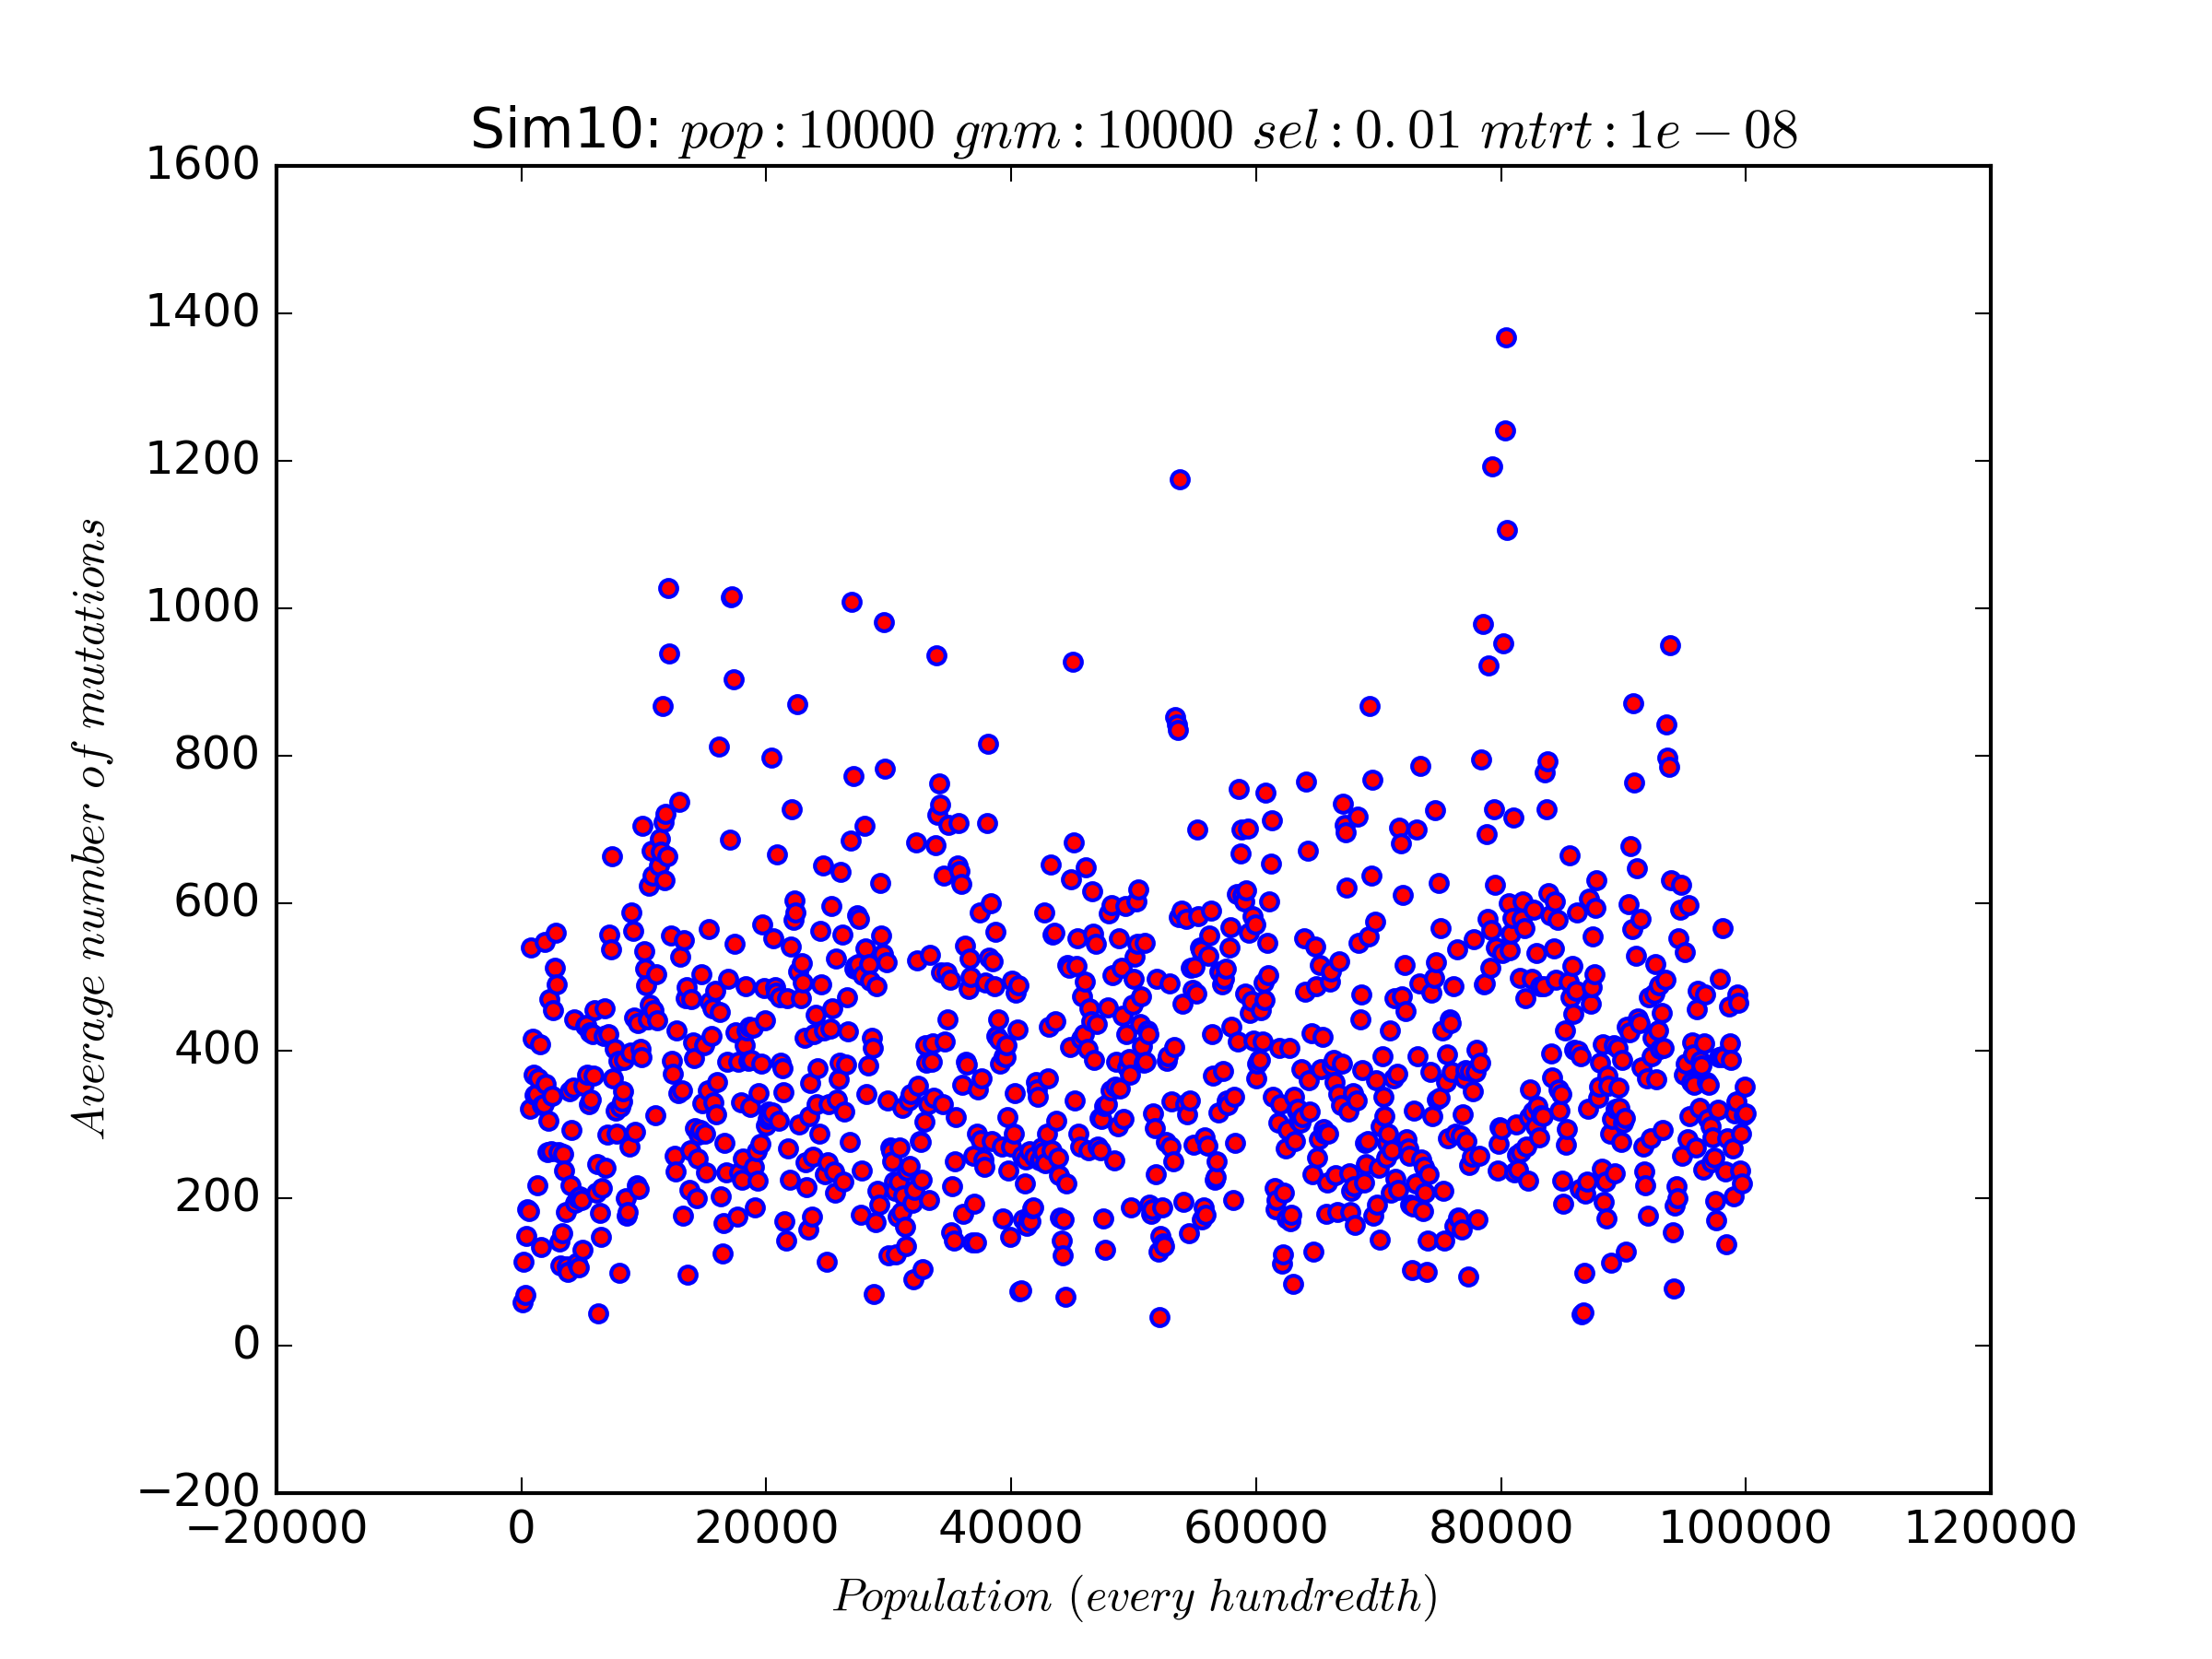 Sim10: pop : 10000 gnm : 10000 sel : 0.01 mtrt : 1e − 08
1600
1400
1200
1000
800
600
400
200
0
−200
Average number of mutations
−20000 0 20000 40000 60000 80000 100000 120000
Population (every hundredth)